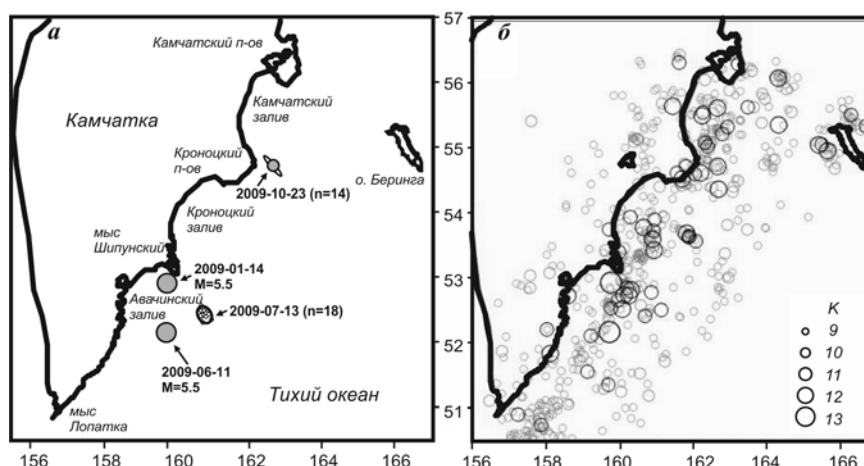 а
Камчатский п-ов
Камчатский
залив
Камчатка
Кроноцкий
п-ов
о. Беринга
2009-10-23 (n=14)
Кроноцкий
залив
мыс
Шипунский
2009-01-14
M=5.5
Авачинский
залив
2009-07-13 (n=18)
2009-06-11
M=5.5
Тихий океан
мыс
Лопатка
156 158 160 162 164 166
б
57
56
55
54
53
52
51
K
9
10
11
12
13
156 158 160 162 164 166